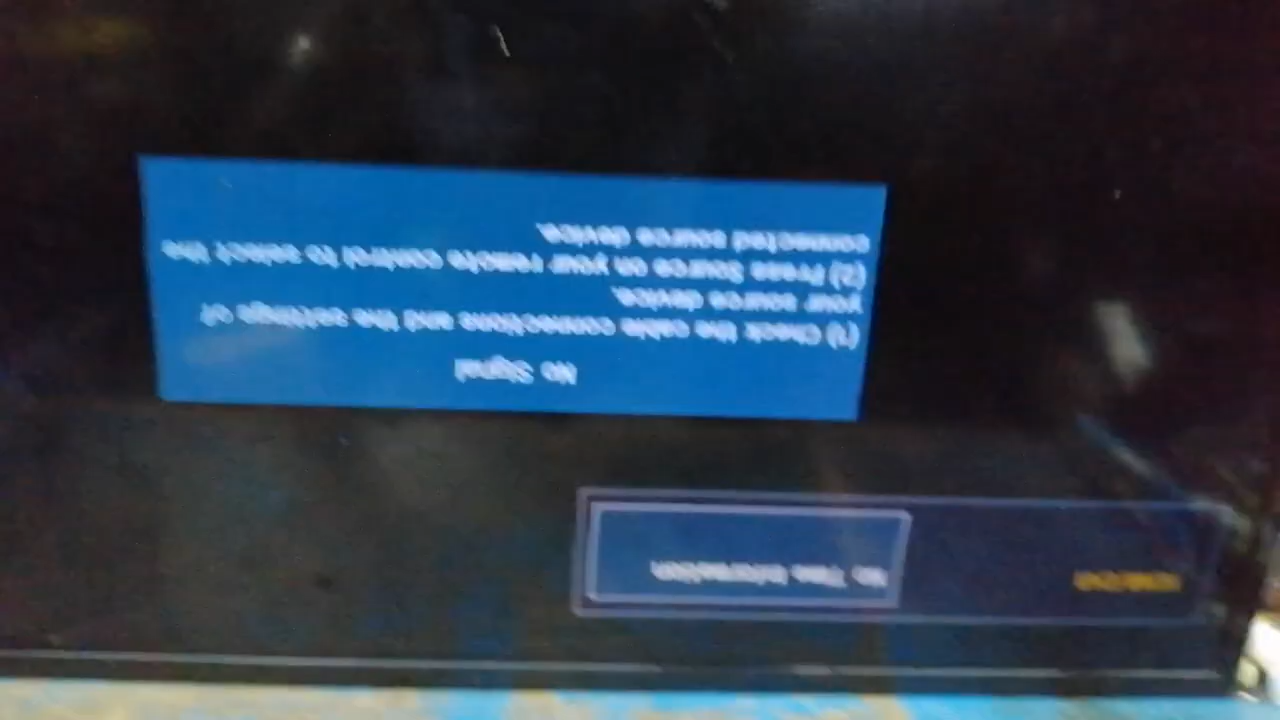 No Signal
(1) Check the cable connections and the settings of
your source device.
(2) Press Source on your remote control to select the
connected source device.
No Time Information